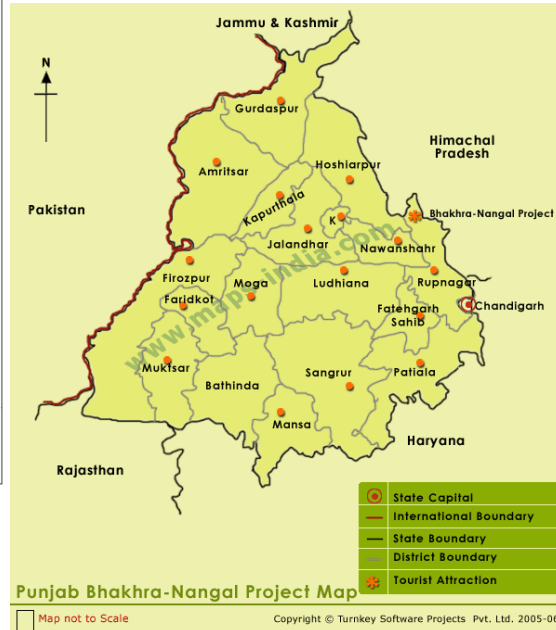 Jammu & Kashmir
N
Gurdaspur
Himachal
Pradesh
Hoshiarpur
Amritsar
Kapurthala
Pakistan
K
Bhakhra-Nangal Project
Jalandhar
Nawanshahr
Firozpur
Moga
Ludhiana
Rupnagar
Faridkot
Fatehgarh
Sahib
Chandigarh
www.maps-india.com
Muktsar
Bathinda
Sangrur
Patiala
Mansa
Haryana
Rajasthan
State Capital
International Boundary
State Boundary
District Boundary
Tourist Attraction
Punjab Bhakhra-Nangal Project Map
Map not to Scale
Copyright © Turnkey Software Projects Pvt. Ltd. 2005-06